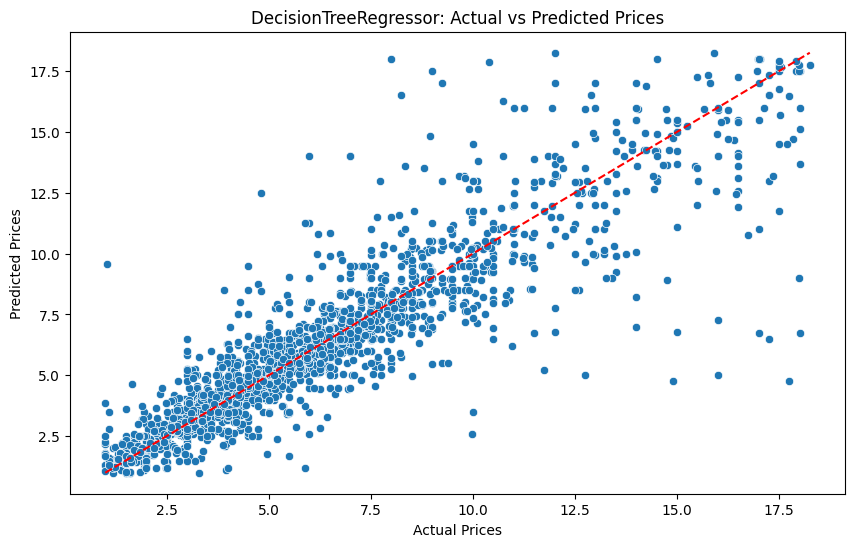 DecisionTreeRegressor: Actual vs Predicted Prices
Predicted Prices
17.5
15.0
12.5
10.0
7.5
5.0
2.5
2.5 5.0 7.5 10.0 12.5 15.0 17.5
Actual Prices